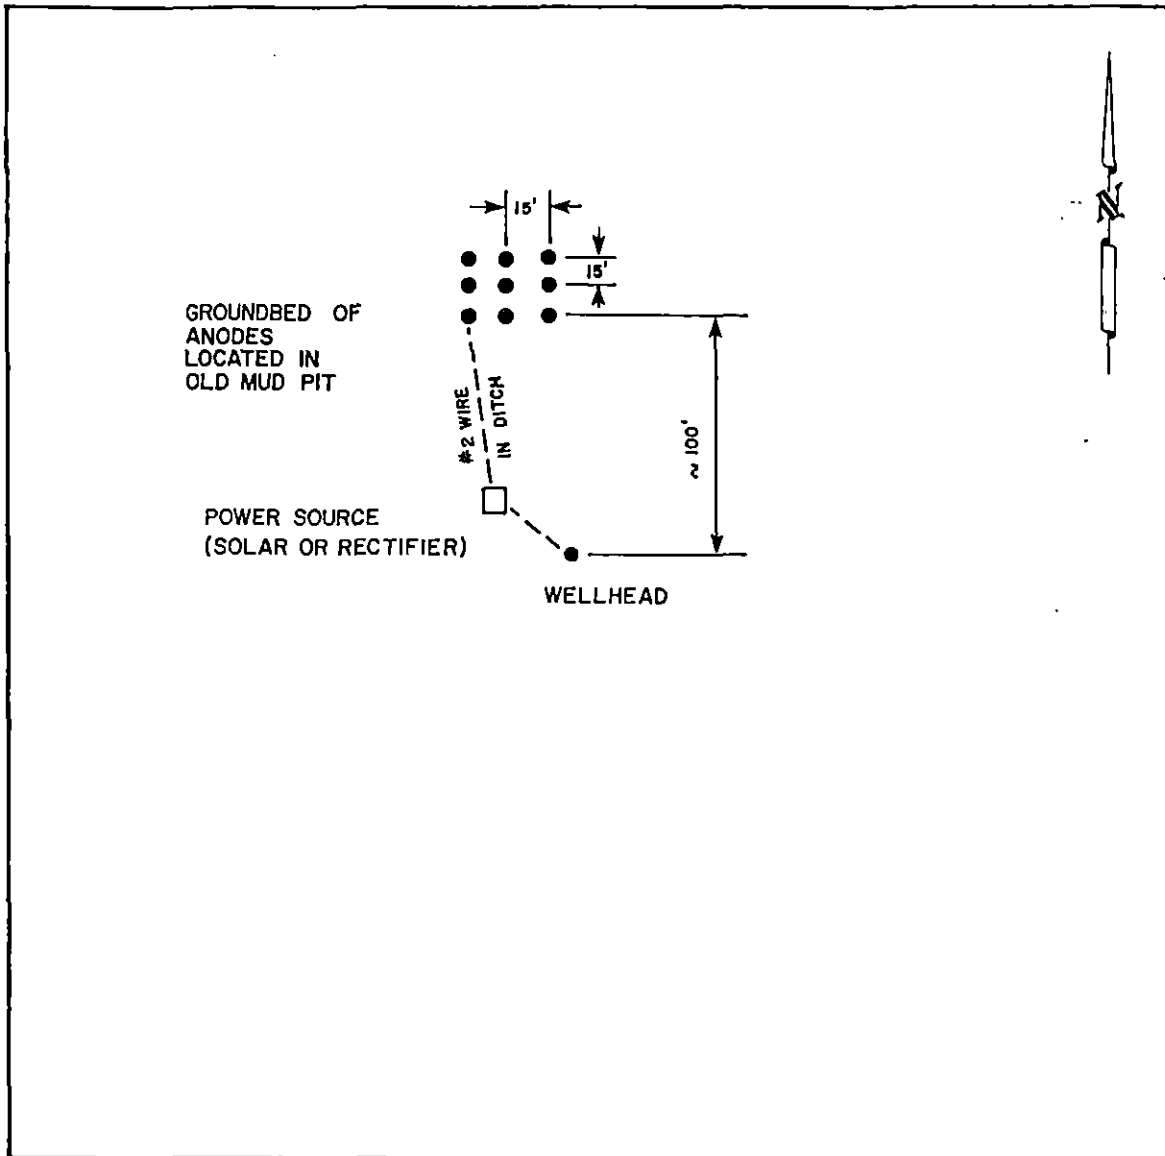 15'
15'
N
GROUNDBED OF
ANODES
LOCATED IN
OLD MUD PIT
#2 WIRE
IN DITCH
~ 100'
POWER SOURCE
(SOLAR OR RECTIFIER)
WELLHEAD